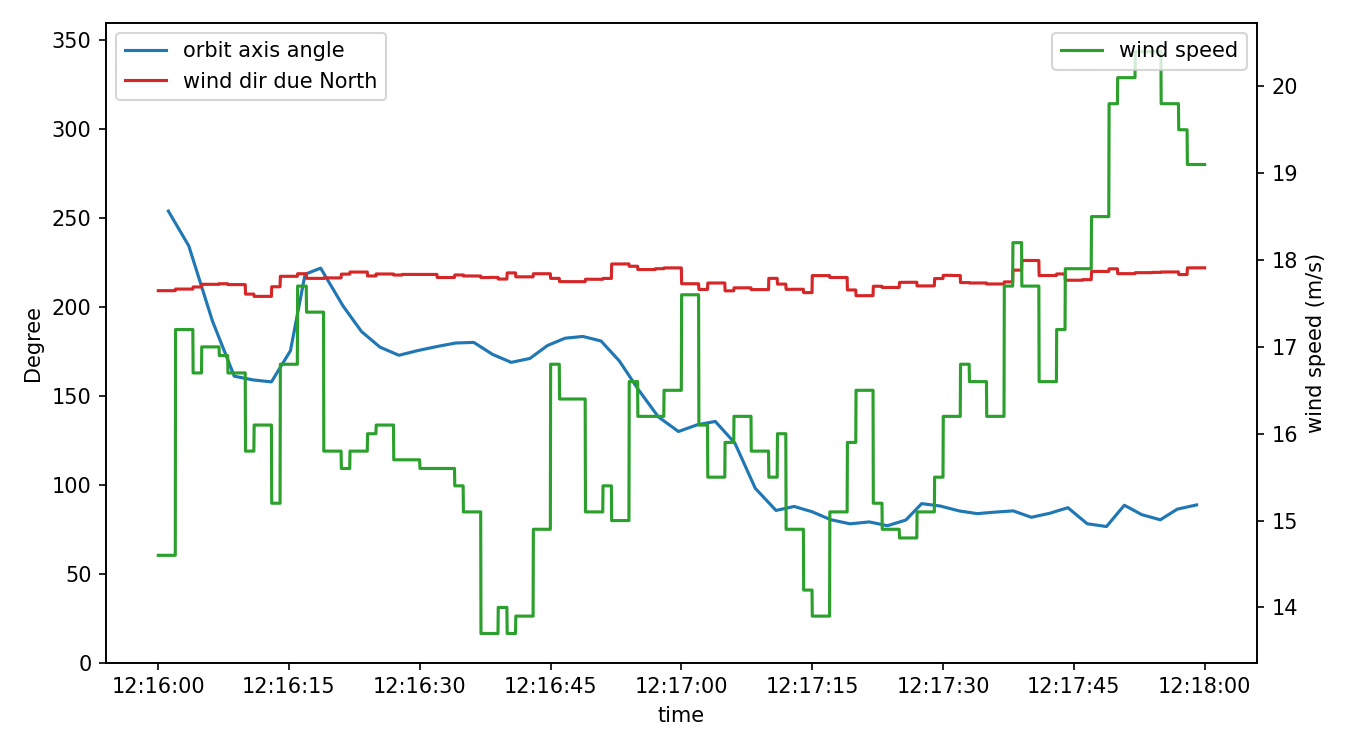 orbit axis angle
wind dir due North
wind speed
350
300
250
200
150
100
50
0
Degree
20
19
18
17
16
15
14
wind speed (m/s)
12:16:00 12:16:15 12:16:30 12:16:45 12:17:00 12:17:15 12:17:30 12:17:45 12:18:00
time